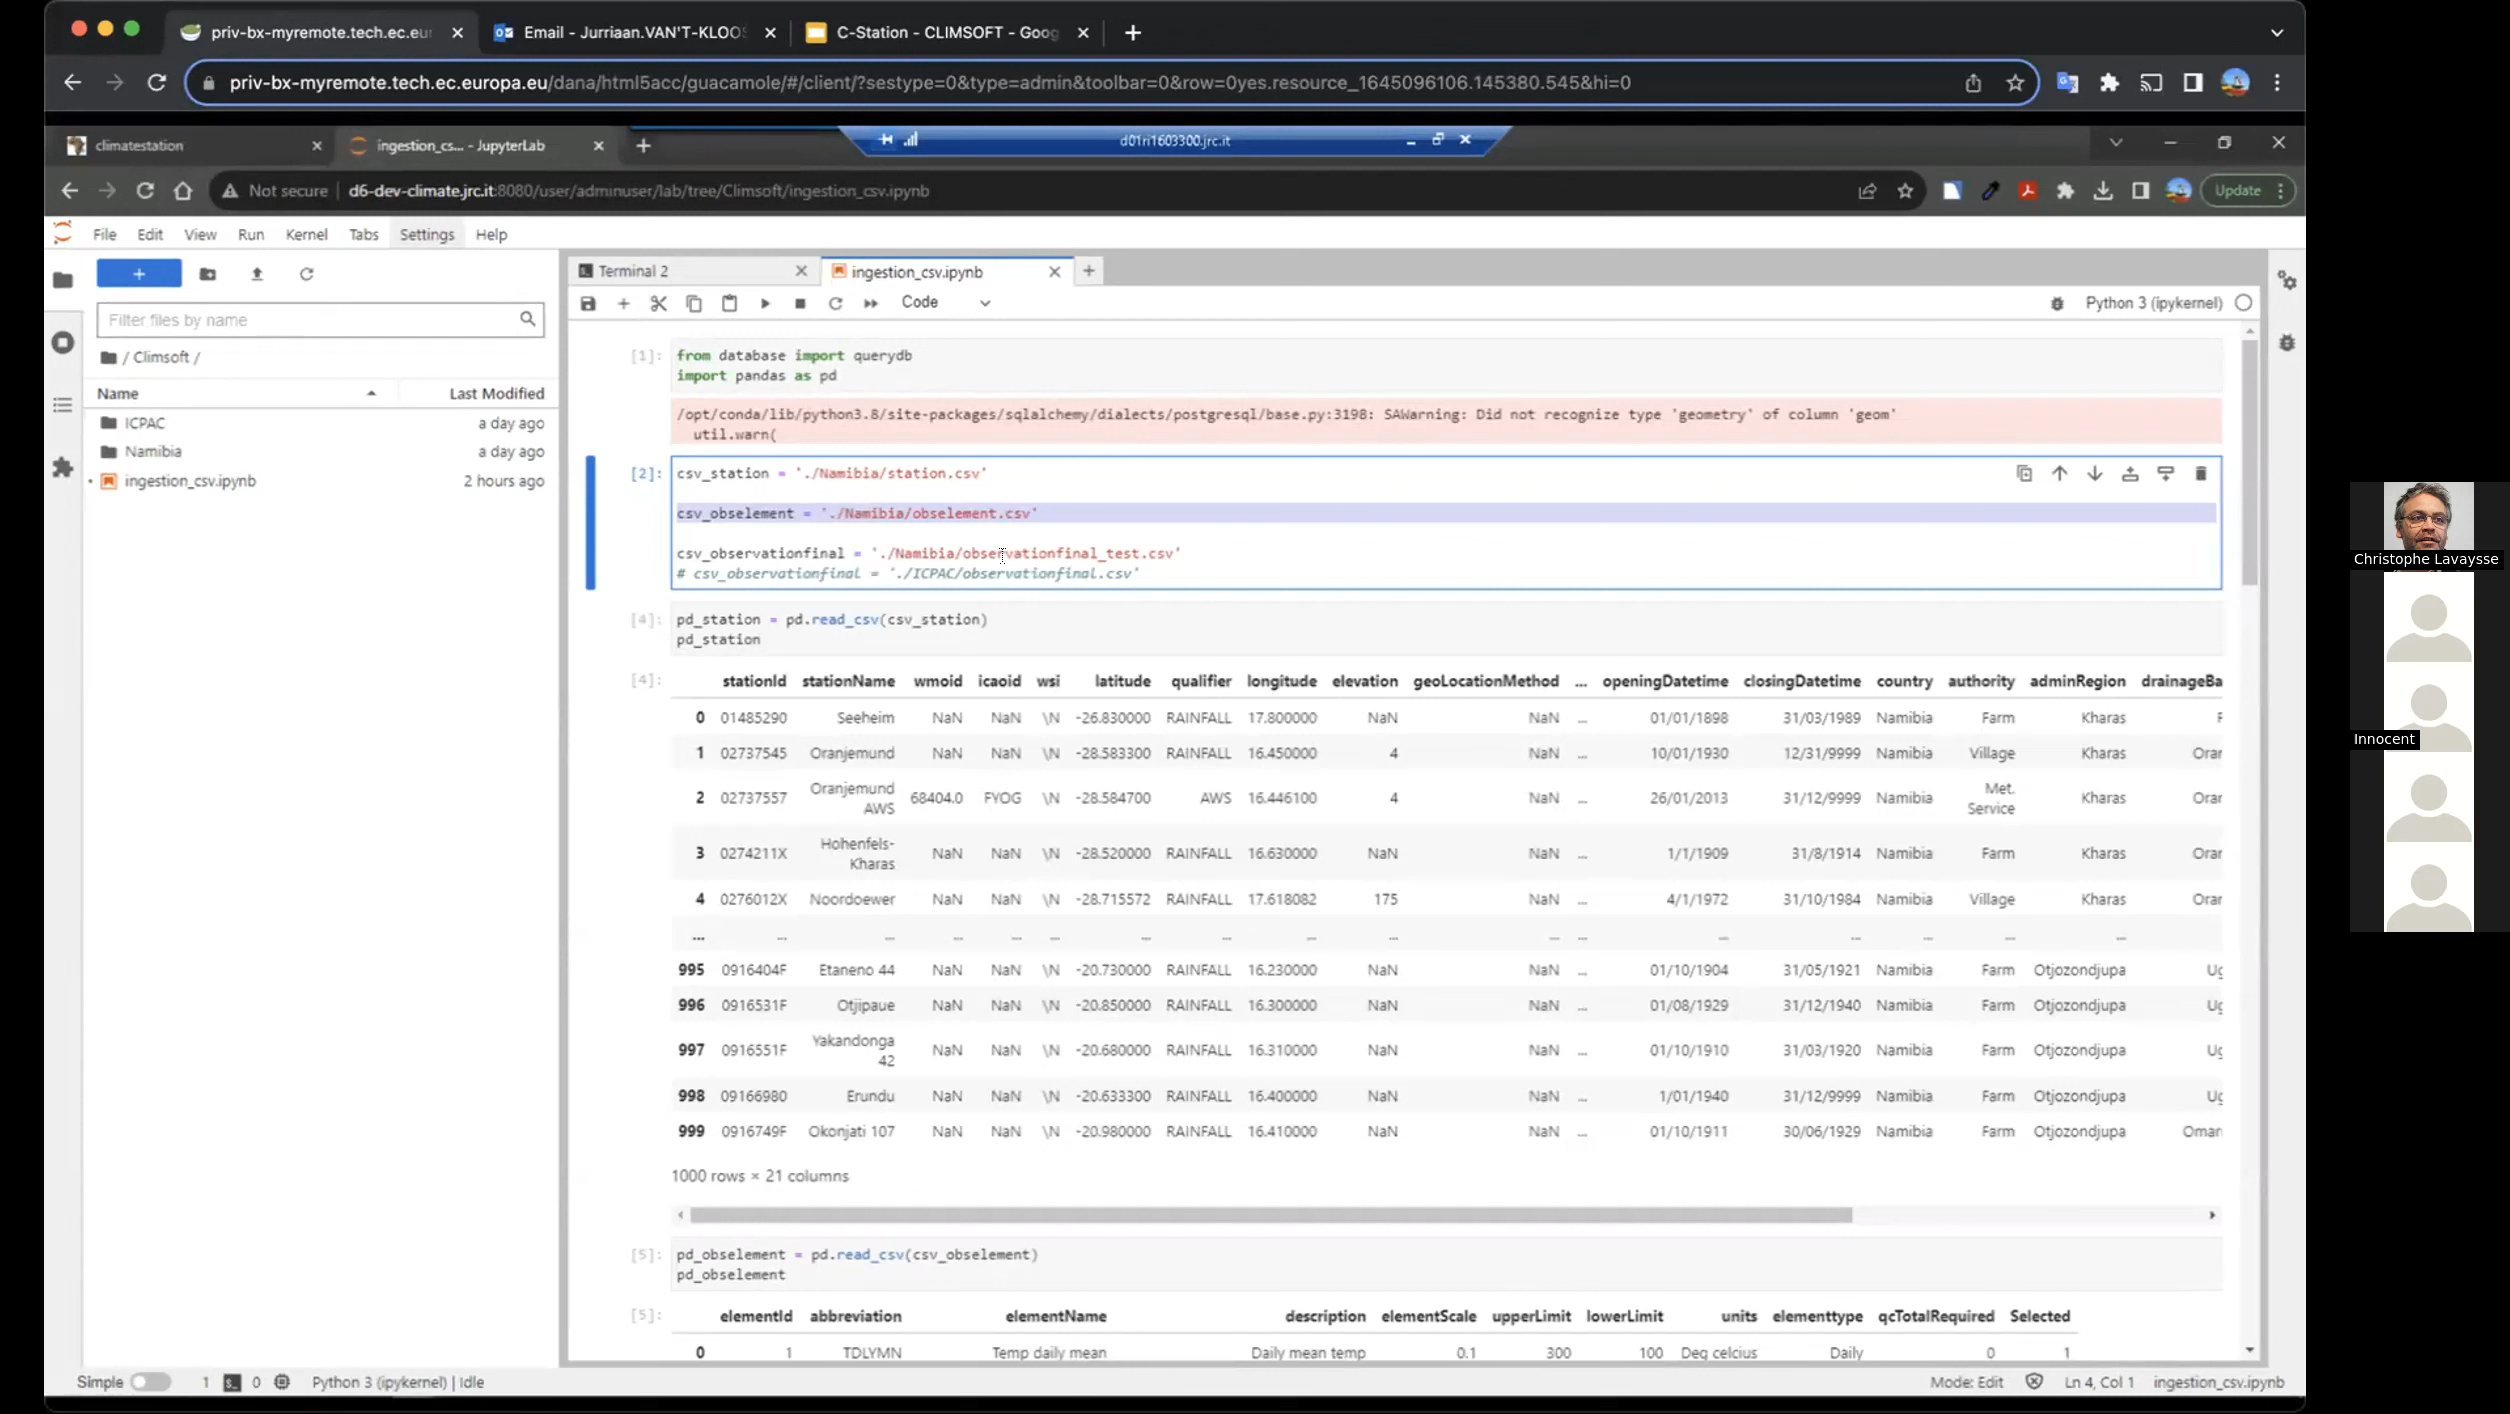 priv-bx-myremote.tech.ec.eu
Email - Jurriaan.VAN'T-KLOOS
C-Station - CLIMSOFT - Goog
priv-bx-myremote.tech.ec.europa.eu/dana/html5acc/guacamole/#/client/?sestype=0&type=admin&toolbar=0&row=0yes.resource_1645096106.145380.545&hi=0
climatestation
ingestion_cs... - JupyterLab
d01ri1603300.jrc.it
Not secure d6-dev-climate.jrc.it:8080/user/adminuser/lab/tree/Climsoft/ingestion_csv.ipynb
Update
File Edit View Run Kernel Tabs Settings Help
Terminal 2
ingestion_csv.ipynb
Code
Python 3 (ipykernel)
Filter files by name
/ Climsoft /
Name Last Modified
ICPAC a day ago
Namibia a day ago
ingestion_csv.ipynb 2 hours ago
[1]: from database import querydb
import pandas as pd
/opt/conda/lib/python3.8/site-packages/sqlalchemy/dialects/postgresql/base.py:3198: SAWarning: Did not recognize type 'geometry' of column 'geom'
util.warn(
[2]: csv_station = './Namibia/station.csv'
csv_obselement = './Namibia/obselement.csv'
csv_observationfinal = './Namibia/observationfinal_test.csv'
# csv_observationfinal = './ICPAC/observationfinal.csv'
[4]: pd_station = pd.read_csv(csv_station)
pd_station
[4]: stationId stationName wmoid icaoid wsi latitude qualifier longitude elevation geoLocationMethod ... openingDatetime closingDatetime country authority adminRegion drainageBa
0 01485290 Seeheim NaN NaN \N -26.830000 RAINFALL 17.800000 NaN NaN ... 01/01/1898 31/03/1989 Namibia Farm Kharas F
1 02737545 Oranjemund NaN NaN \N -28.583300 RAINFALL 16.450000 4 NaN ... 10/01/1930 12/31/9999 Namibia Village Kharas Orar
2 02737557 Oranjemund AWS 68404.0 FYOG \N -28.584700 AWS 16.446100 4 NaN ... 26/01/2013 31/12/9999 Namibia Met. Service Kharas Orar
3 0274211X Hohenfels-Kharas NaN NaN \N -28.520000 RAINFALL 16.630000 NaN NaN ... 1/1/1909 31/8/1914 Namibia Farm Kharas Orar
4 0276012X Noordoewer NaN NaN \N -28.715572 RAINFALL 17.618082 175 NaN ... 4/1/1972 31/10/1984 Namibia Village Kharas Orar
... ... ... ... ... ... ... ... ... ... ... ... ... ... ... ... ...
995 0916404F Etaneno 44 NaN NaN \N -20.730000 RAINFALL 16.230000 NaN NaN ... 01/10/1904 31/05/1921 Namibia Farm Otjozondjupa Ug
996 0916531F Otjipaue NaN NaN \N -20.850000 RAINFALL 16.300000 NaN NaN ... 01/08/1929 31/12/1940 Namibia Farm Otjozondjupa Ug
997 0916551F Yakandonga 42 NaN NaN \N -20.680000 RAINFALL 16.310000 NaN NaN ... 01/10/1910 31/03/1920 Namibia Farm Otjozondjupa Ug
998 09166980 Erundu NaN NaN \N -20.633300 RAINFALL 16.400000 NaN NaN ... 1/01/1940 31/12/9999 Namibia Farm Otjozondjupa Ug
999 0916749F Okonjati 107 NaN NaN \N -20.980000 RAINFALL 16.410000 NaN NaN ... 01/10/1911 30/06/1929 Namibia Farm Otjozondjupa Omar
1000 rows × 21 columns
[5]: pd_obselement = pd.read_csv(csv_obselement)
pd_obselement
[5]: elementId abbreviation elementName description elementScale upperLimit lowerLimit units elementtype qcTotalRequired Selected
0 1 TDLYMN Temp daily mean Daily mean temp 0.1 300 100 Deg celcius Daily 0 1
Simple 1 0 Python 3 (ipykernel) | Idle Mode: Edit Ln 4, Col 1 ingestion_csv.ipynb
Christophe Lavaysse
Innocent